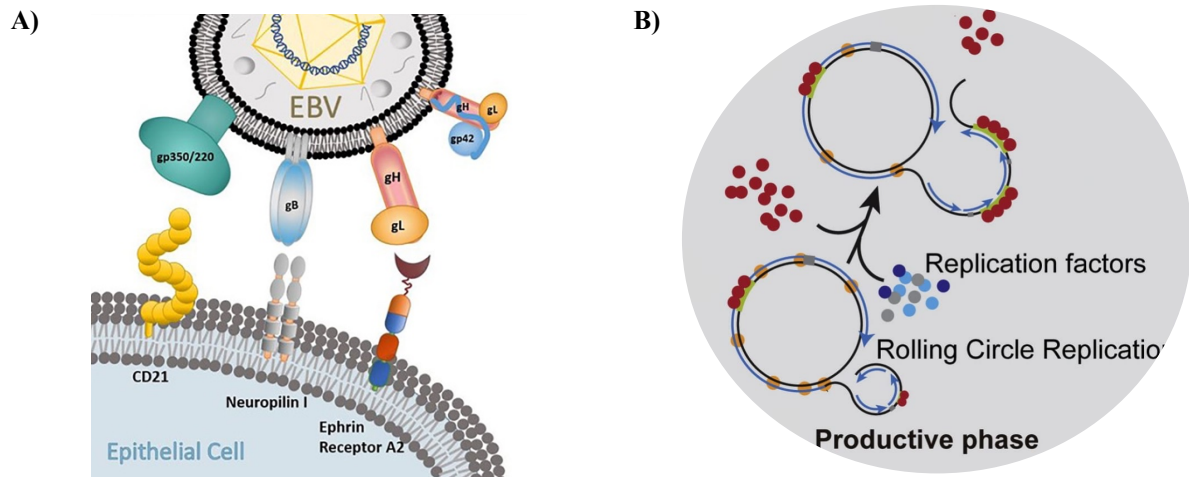 A)
EBV
gp350/220
gB
gH
gL
gH
gL
gp42
CD21
Neuropilin I
Ephrin
Receptor A2
Epithelial Cell
B)
Replication factors
Rolling Circle Replicatio
Productive phase